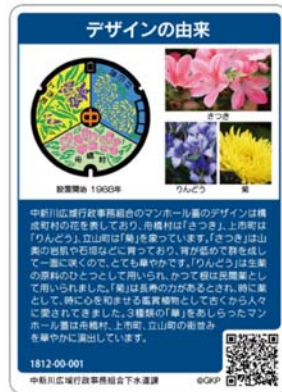 デザインの由来
中
舟橋村
さつき
設置開始 1988年
りんどう
菊
中新川広域行政事務組合のマンホール蓋のデザインは構
成町村の花を表しており、舟橋村は「さつき」、上市町は
「りんどう」、立山町は「菊」を象っています。「さつき」は山
奥の岩肌や石垣などに育っており、背が低めで群を成し
て一面に咲くので、とても華やかです。「りんどう」は生薬
の原料のひとつとして用いられ、かつて根は民間薬とし
て用いられました。「菊」は長寿の力があるとされ、時に薬
として、時に心を和ませる鑑賞植物として古くから人々
に愛されてきました。3種類の「華」をあしらったマン
ホール蓋は舟橋村、上市町、立山町の街並み
を華やかに演出しています。
1812-00-001
中新川広域行政事務組合下水道課
©GKP